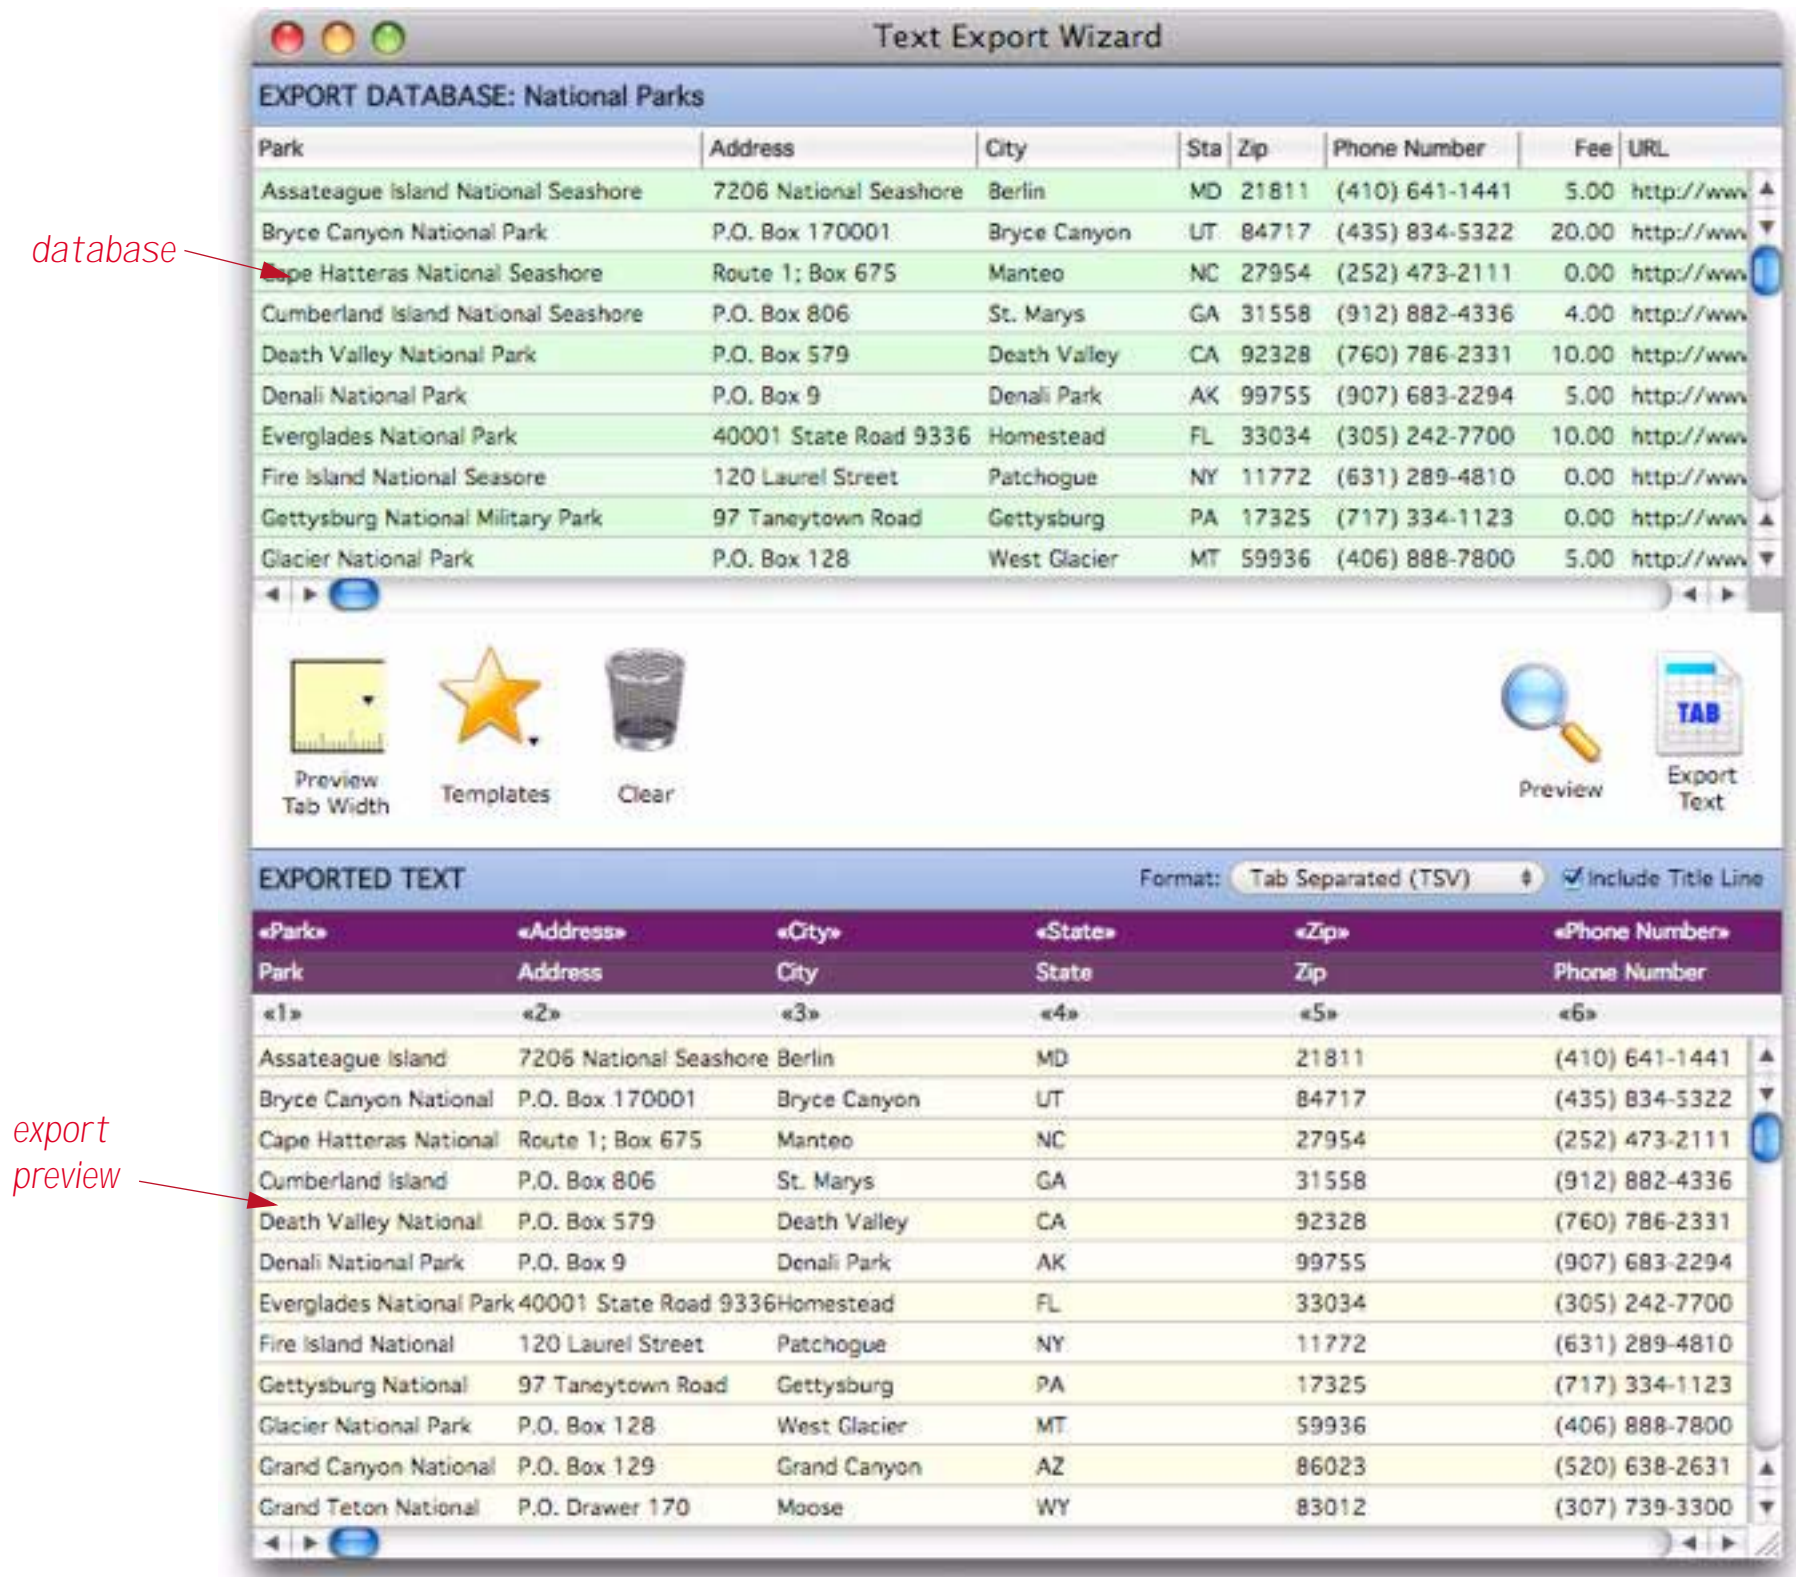 Text Export Wizard
EXPORT DATABASE: National Parks
Park Address City Sta Zip Phone Number Fee URL
Assateague Island National Seashore 7206 National Seashore Berlin MD 21811 (410) 641-1441 5.00 http://www
Bryce Canyon National Park P.O. Box 170001 Bryce Canyon UT 84717 (435) 834-5322 20.00 http://www
database
Cape Hatteras National Seashore Route 1; Box 675 Manteo NC 27954 (252) 473-2111 0.00 http://www
Cumberland Island National Seashore P.O. Box 806 St. Marys GA 31558 (912) 882-4336 4.00 http://www
Death Valley National Park P.O. Box 579 Death Valley CA 92328 (760) 786-2331 10.00 http://www
Denali National Park P.O. Box 9 Denali Park AK 99755 (907) 683-2294 5.00 http://www
Everglades National Park 40001 State Road 9336 Homestead FL 33034 (305) 242-7700 10.00 http://www
Fire Island National Seasore 120 Laurel Street Patchogue NY 11772 (631) 289-4810 0.00 http://www
Gettysburg National Military Park 97 Taneytown Road Gettysburg PA 17325 (717) 334-1123 0.00 http://www
Glacier National Park P.O. Box 128 West Glacier MT 59936 (406) 888-7800 5.00 http://www
TAB
Preview
Tab Width
Templates
Clear
Preview
Export
Text
EXPORTED TEXT Format: Tab Separated (TSV) Include Title Line
«Park» «Address» «City» «State» «Zip» «Phone Number»
Park Address City State Zip Phone Number
«1» «2» «3» «4» «5» «6»
Assateague Island 7206 National Seashore Berlin MD 21811 (410) 641-1441
Bryce Canyon National P.O. Box 170001 Bryce Canyon UT 84717 (435) 834-5322
Cape Hatteras National Route 1; Box 675 Manteo NC 27954 (252) 473-2111
export
preview
Cumberland Island P.O. Box 806 St. Marys GA 31558 (912) 882-4336
Death Valley National P.O. Box 579 Death Valley CA 92328 (760) 786-2331
Denali National Park P.O. Box 9 Denali Park AK 99755 (907) 683-2294
Everglades National Park 40001 State Road 9336 Homestead FL 33034 (305) 242-7700
Fire Island National 120 Laurel Street Patchogue NY 11772 (631) 289-4810
Gettysburg National 97 Taneytown Road Gettysburg PA 17325 (717) 334-1123
Glacier National Park P.O. Box 128 West Glacier MT 59936 (406) 888-7800
Grand Canyon National P.O. Box 129 Grand Canyon AZ 86023 (520) 638-2631
Grand Teton National P.O. Drawer 170 Moose WY 83012 (307) 739-3300